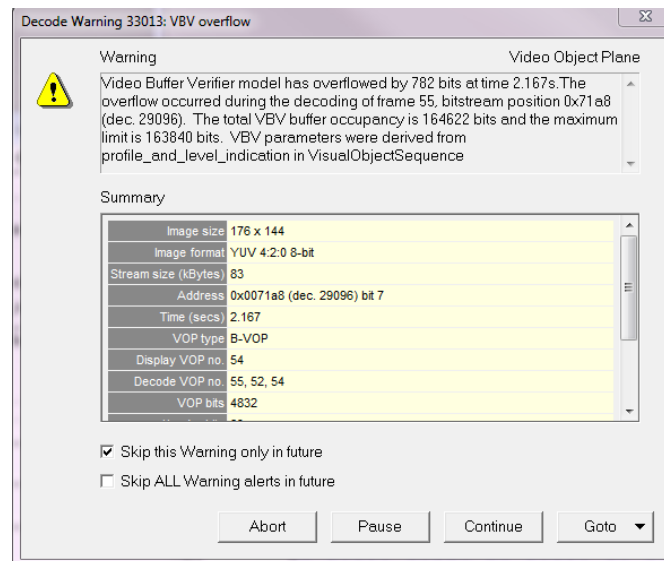 Decode Warning 33013: VBV overflow
Warning Video Object Plane
Video Buffer Verifier model has overflowed by 782 bits at time 2.167s.The
overflow occurred during the decoding of frame 55, bitstream position 0x71a8
(dec. 29096). The total VBV buffer occupancy is 164622 bits and the maximum
limit is 163840 bits. VBV parameters were derived from
profile_and_level_indication in VisualObjectSequence
Summary
Image size 176 x 144
Image format YUV 4:2:0 8-bit
Stream size (kBytes) 83
Address 0x0071a8 (dec. 29096) bit 7
Time (secs) 2.167
VOP type B-VOP
Display VOP no. 54
Decode VOP no. 55, 52, 54
VOP bits 4832
Skip this Warning only in future
Skip ALL Warning alerts in future
Abort Pause Continue Goto